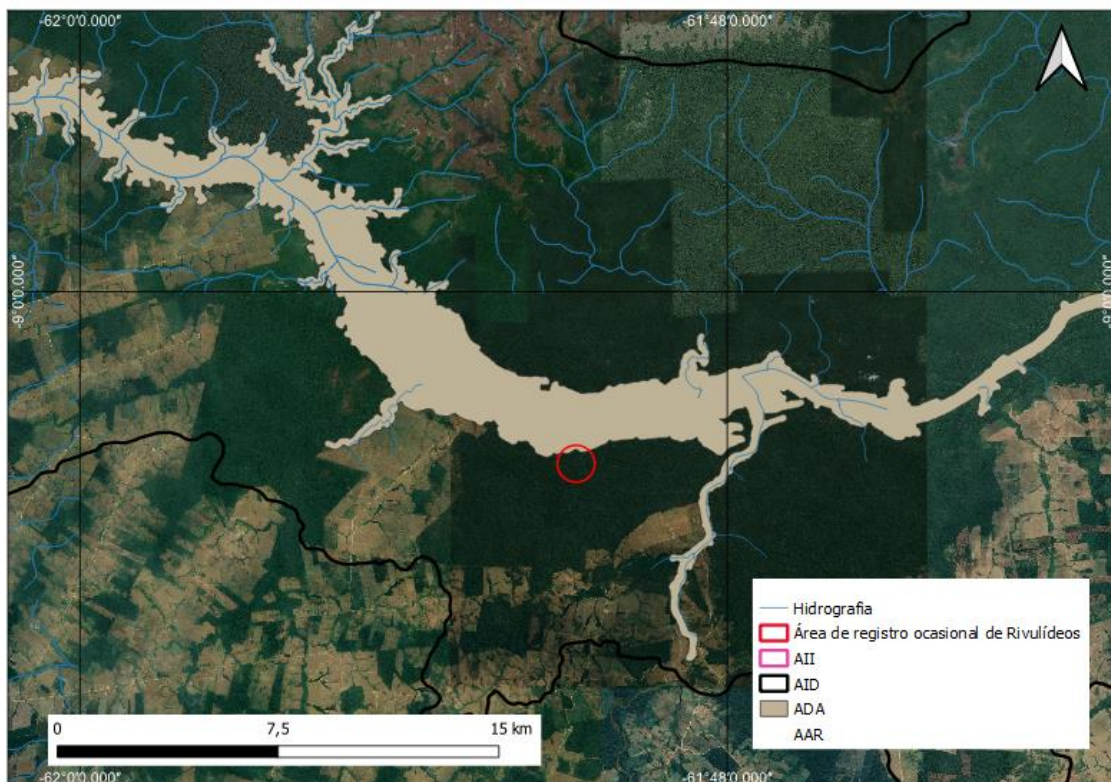 -62°0'0.000" -61°48'0.000"
-9°0'0.000" -9°0'0.000"
Hidrografia
Área de registro ocasional de Rivulídeos
AII
AID
ADA
AAR
0 7,5 15 km
-62°0'0.000" -61°48'0.000"